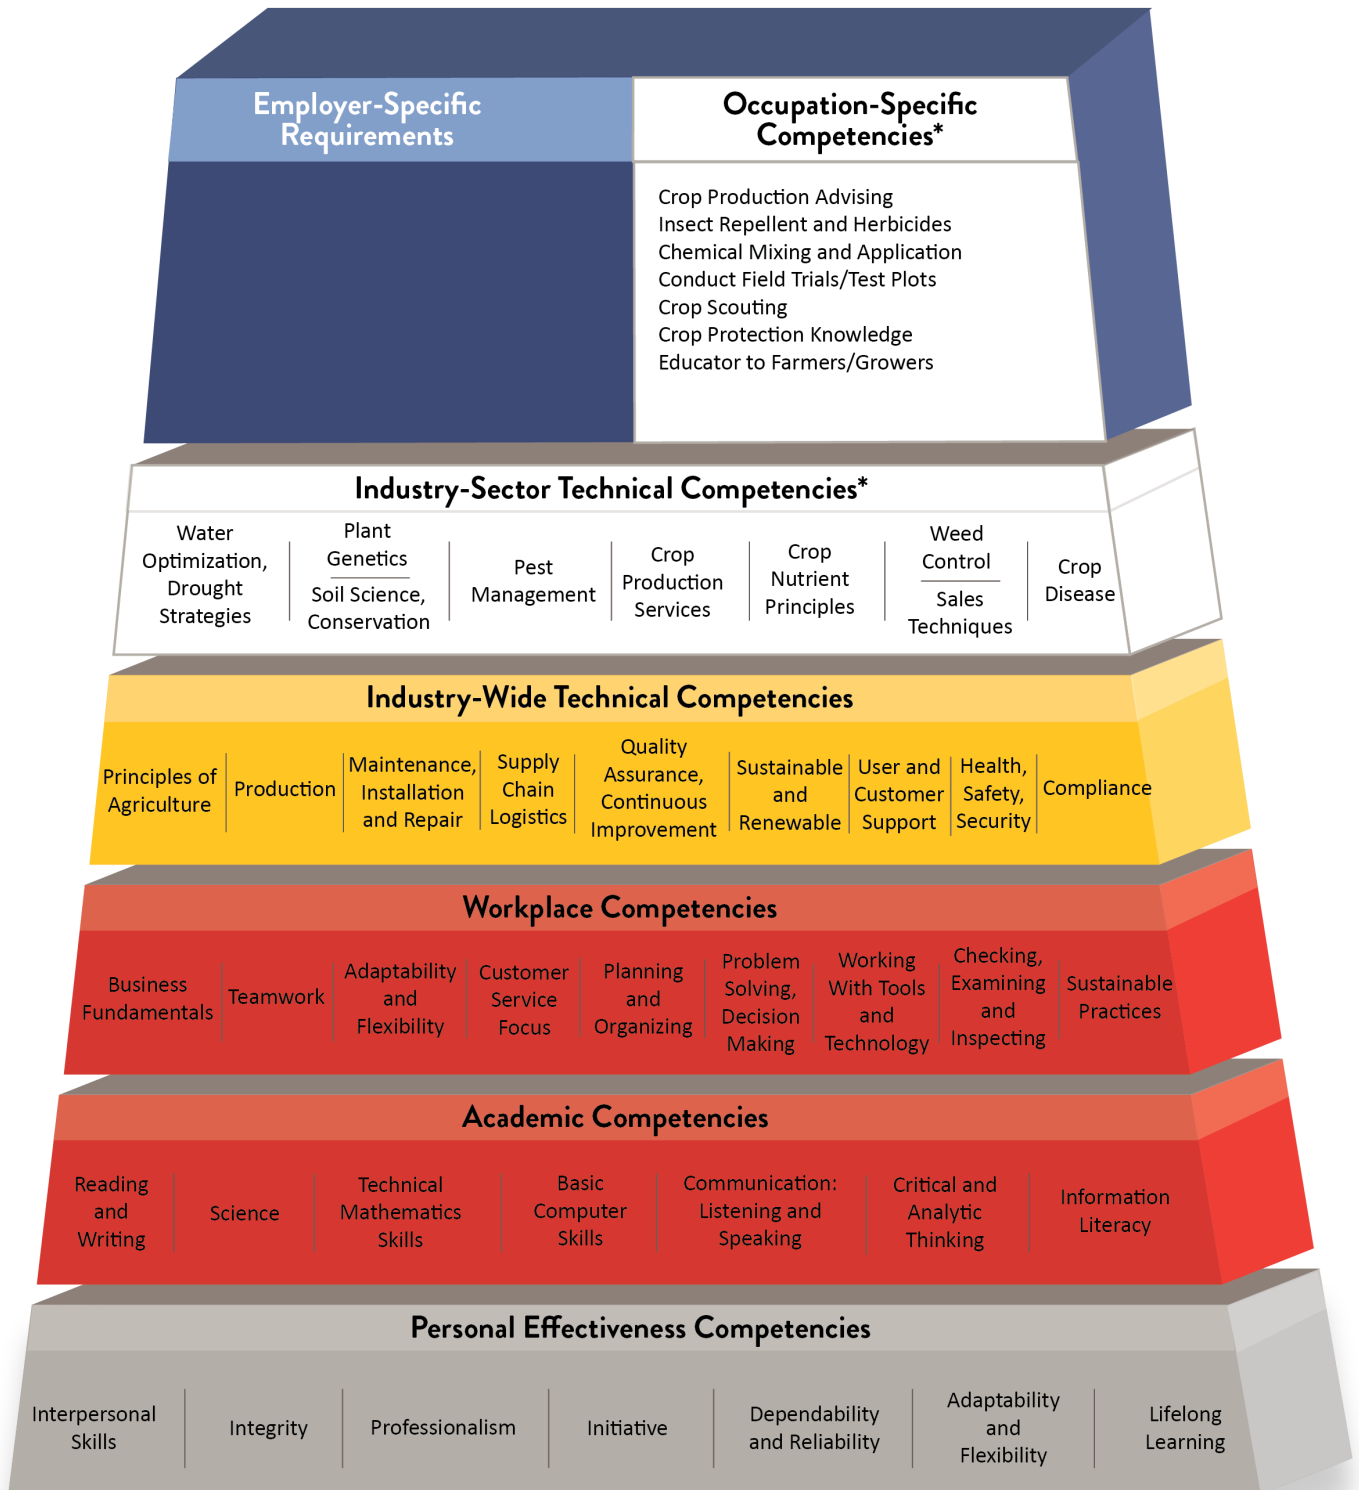 Employer-Specific
Requirements
Occupation-Specific
Competencies*
Crop Production Advising
Insect Repellent and Herbicides
Chemical Mixing and Application
Conduct Field Trials/Test Plots
Crop Scouting
Crop Protection Knowledge
Educator to Farmers/Growers
Industry-Sector Technical Competencies*
Water
Optimization,
Drought
Strategies
Plant
Genetics
Soil Science,
Conservation
Pest
Management
Crop
Production
Services
Crop
Nutrient
Principles
Weed
Control
Sales
Techniques
Crop
Disease
Industry-Wide Technical Competencies
Principles of
Agriculture
Production
Maintenance,
Installation
and Repair
Supply
Chain
Logistics
Quality
Assurance,
Continuous
Improvement
Sustainable
and
Renewable
User and
Customer
Support
Health,
Safety,
Security
Compliance
Workplace Competencies
Business
Fundamentals
Teamwork
Adaptability
and
Flexibility
Customer
Service
Focus
Planning
and
Organizing
Problem
Solving,
Decision
Making
Working
With Tools
and
Technology
Checking,
Examining
and
Inspecting
Sustainable
Practices
Academic Competencies
Reading
and
Writing
Science
Technical
Mathematics
Skills
Basic
Computer
Skills
Communication:
Listening and
Speaking
Critical and
Analytic
Thinking
Information
Literacy
Personal Effectiveness Competencies
Interpersonal
Skills
Integrity
Professionalism
Initiative
Dependability
and Reliability
Adaptability
and
Flexibility
Lifelong
Learning